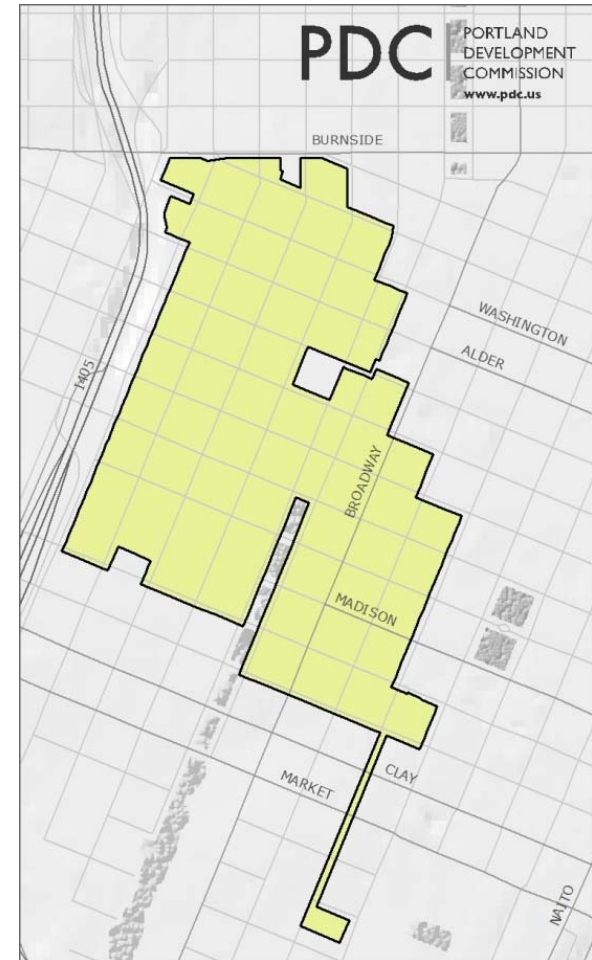 PDC
PORTLAND
DEVELOPMENT
COMMISSION
www.pdc.us
BURNSIDE
WASHINGTON
ALDER
I405
BROADWAY
MADISON
CLAY
MARKET
NAITO